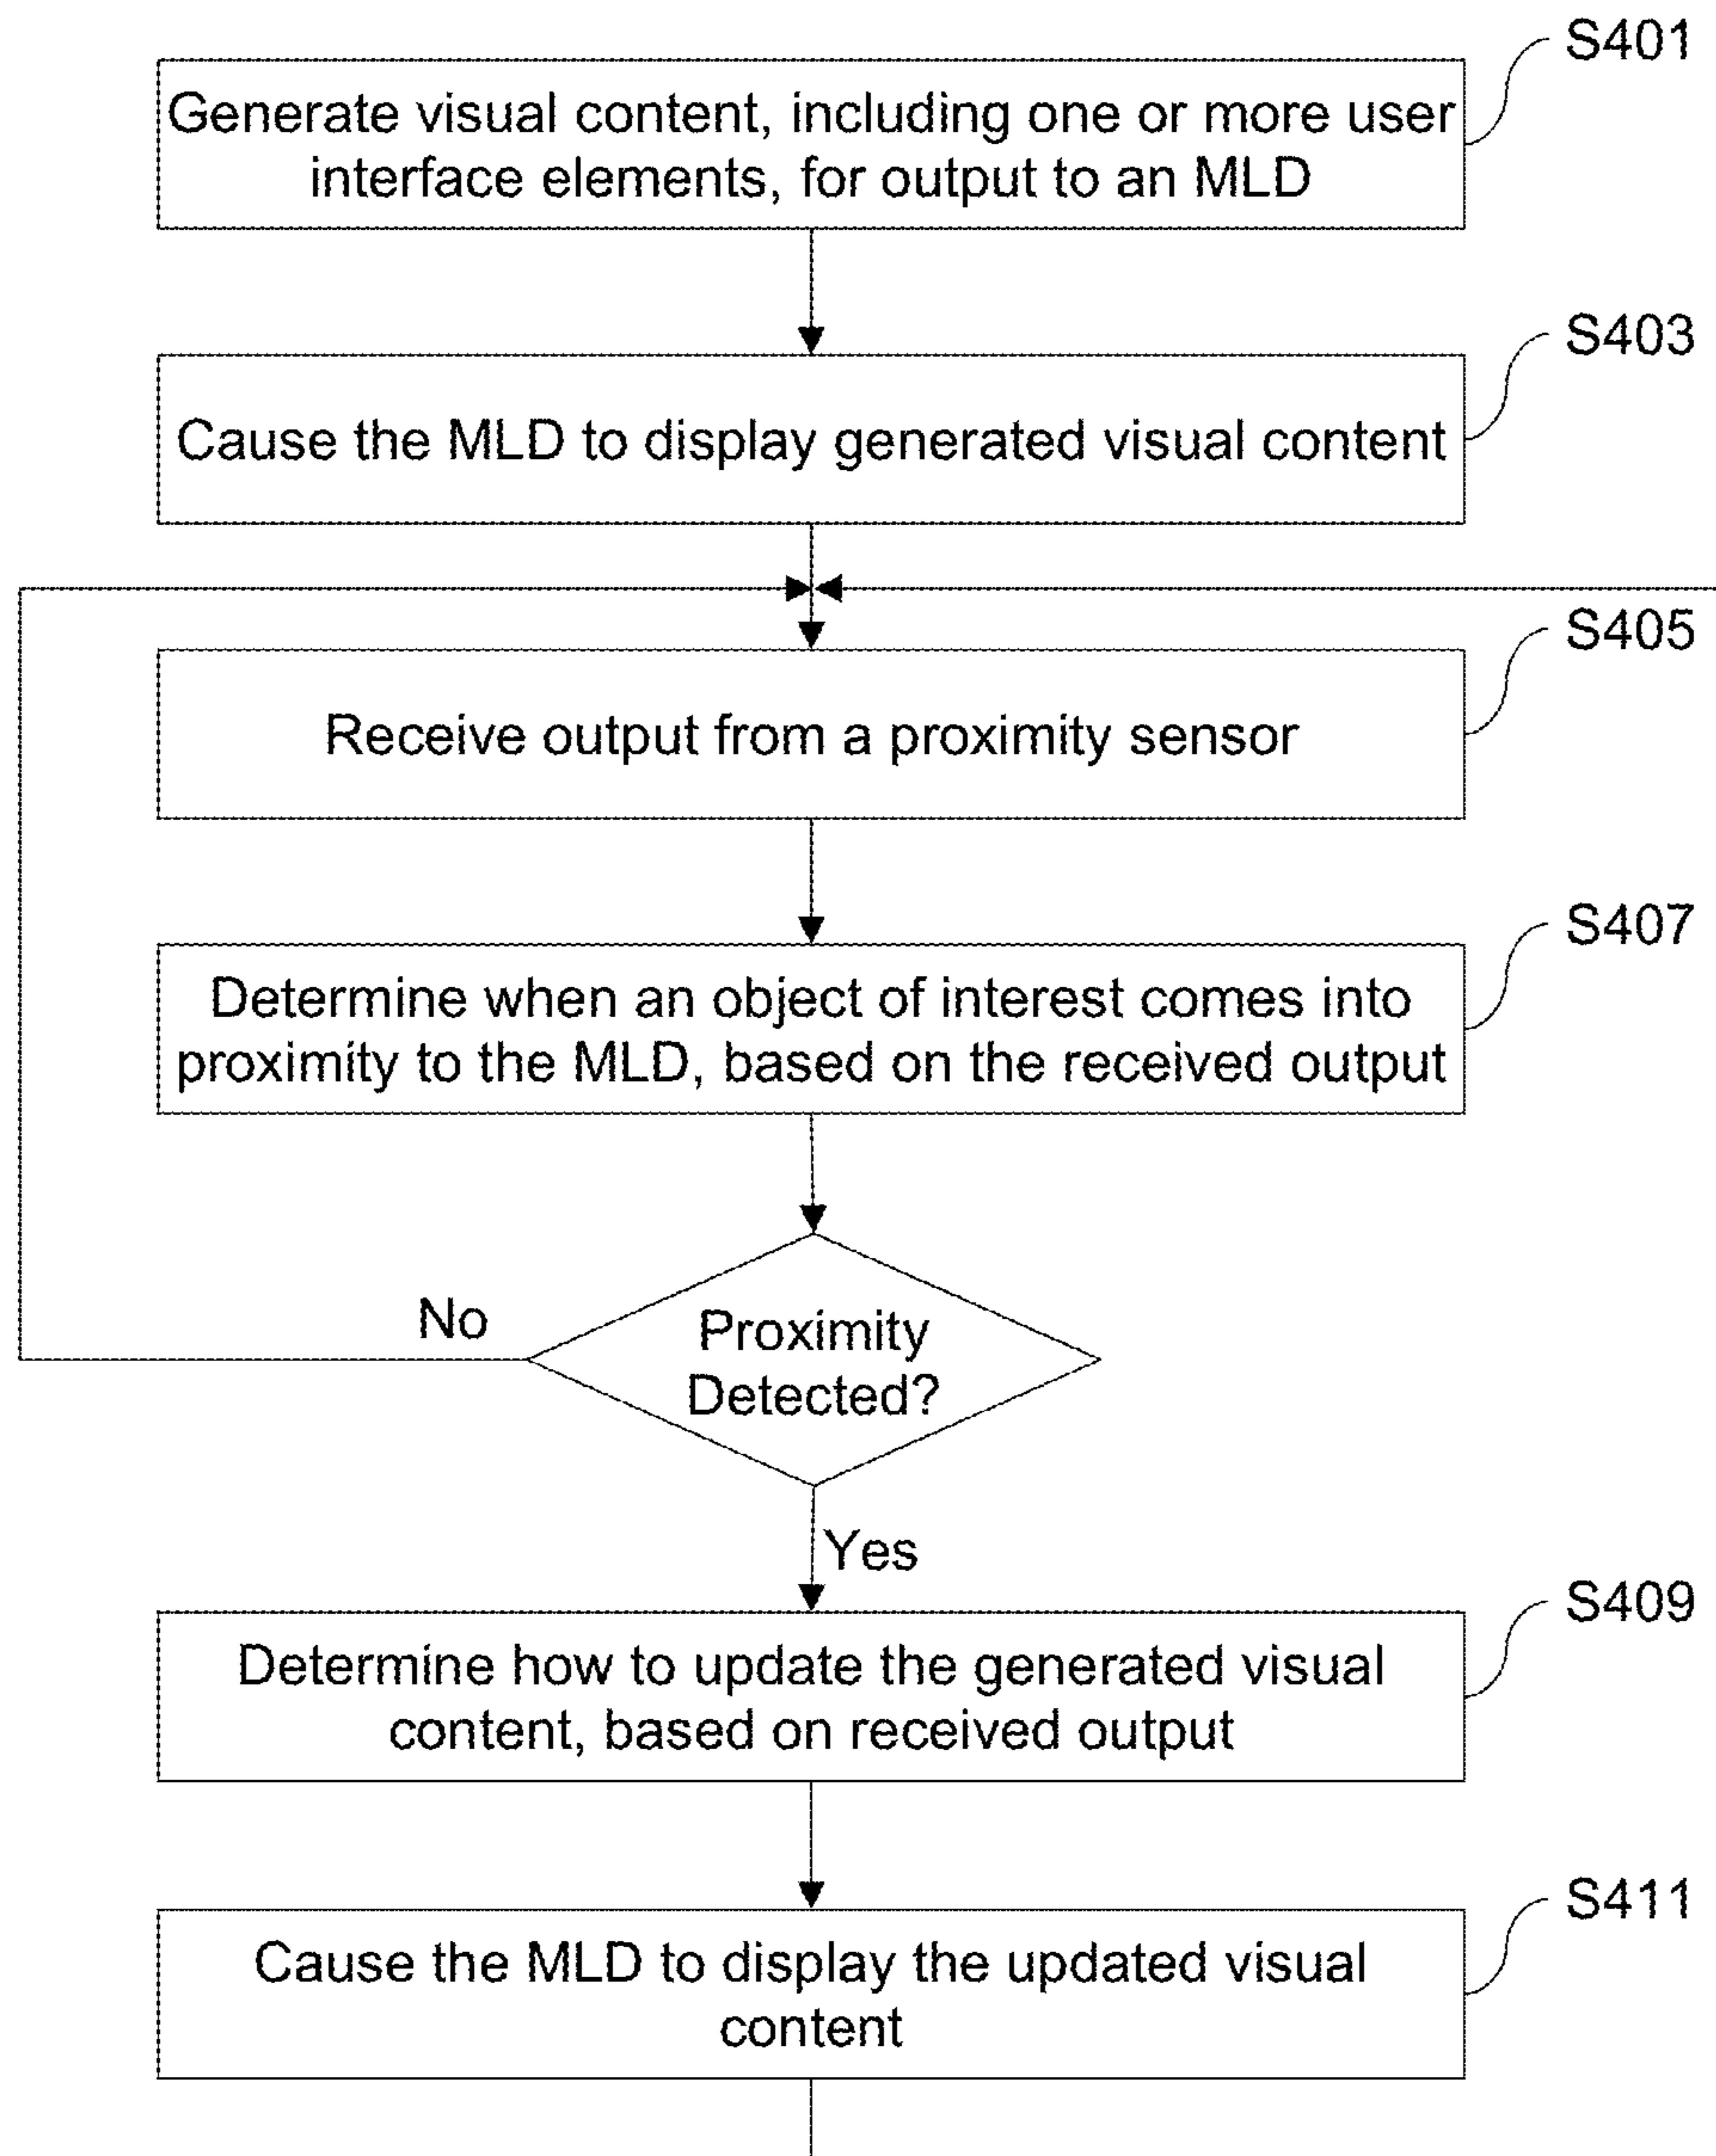 S401
Generate visual content, including one or more user
interface elements, for output to an MLD
S403
Cause the MLD to display generated visual content
S405
Receive output from a proximity sensor
S407
Determine when an object of interest comes into
proximity to the MLD, based on the received output
No
Proximity
Detected?
Yes
S409
Determine how to update the generated visual
content, based on received output
S411
Cause the MLD to display the updated visual
content